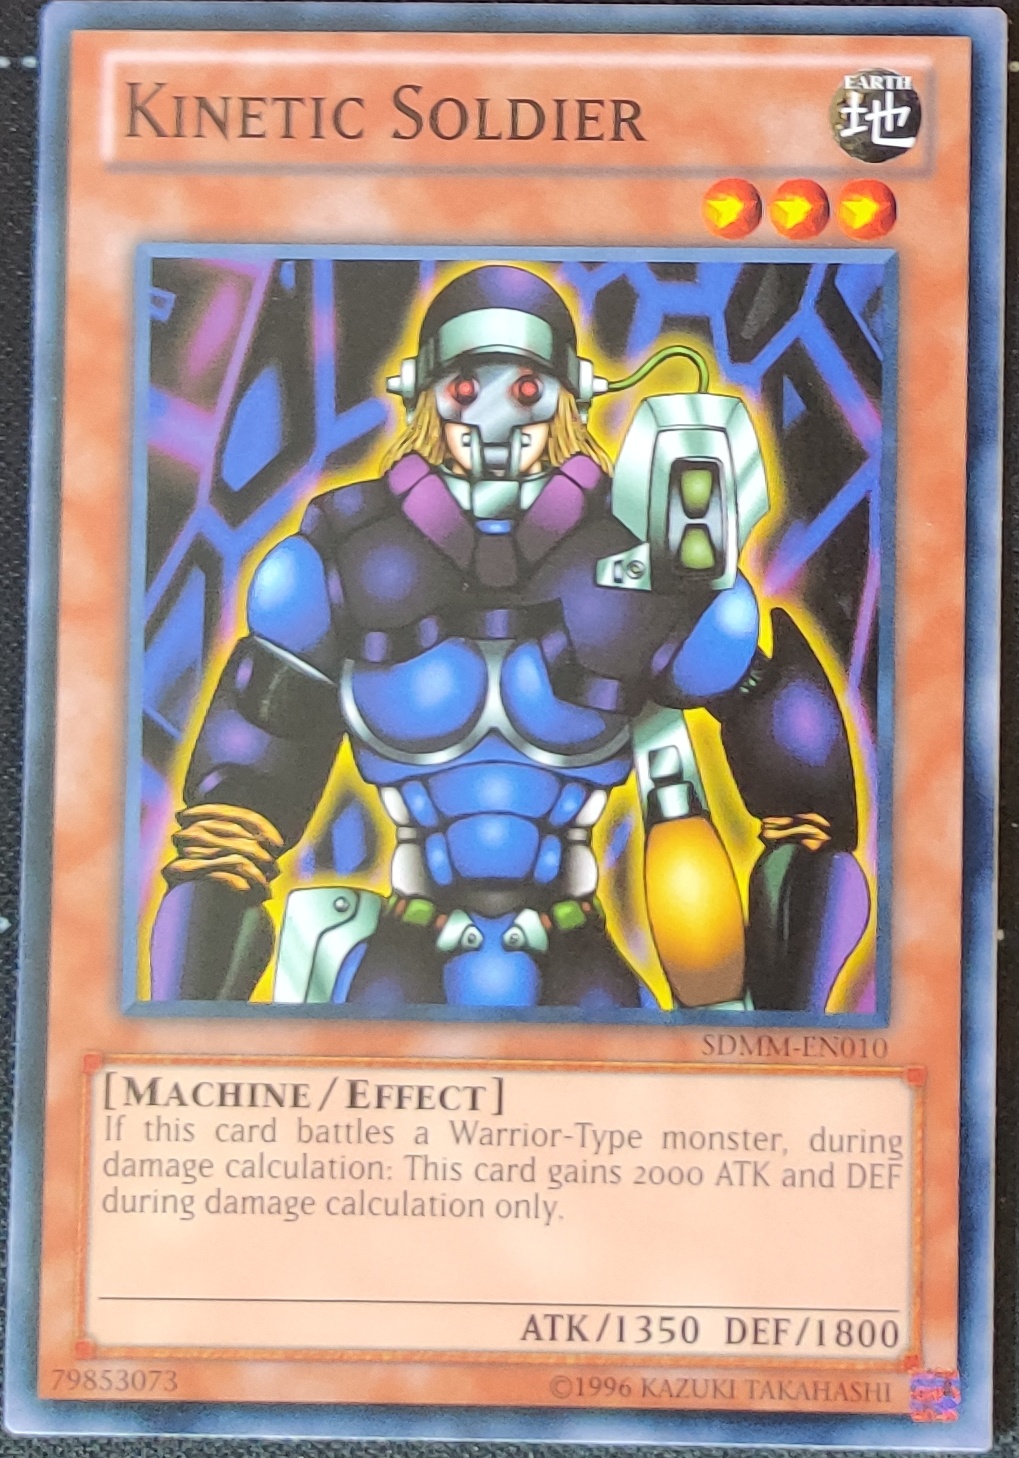 KINETIC SOLDIER
EARTH
地
SDMM-EN010
[MACHINE/EFFECT]
If this card battles a Warrior-Type monster, during
damage calculation: This card gains 2000 ATK and DEF
during damage calculation only.
ATK/1350 DEF/1800
79853073
©1996 KAZUKI TAKAHASHI